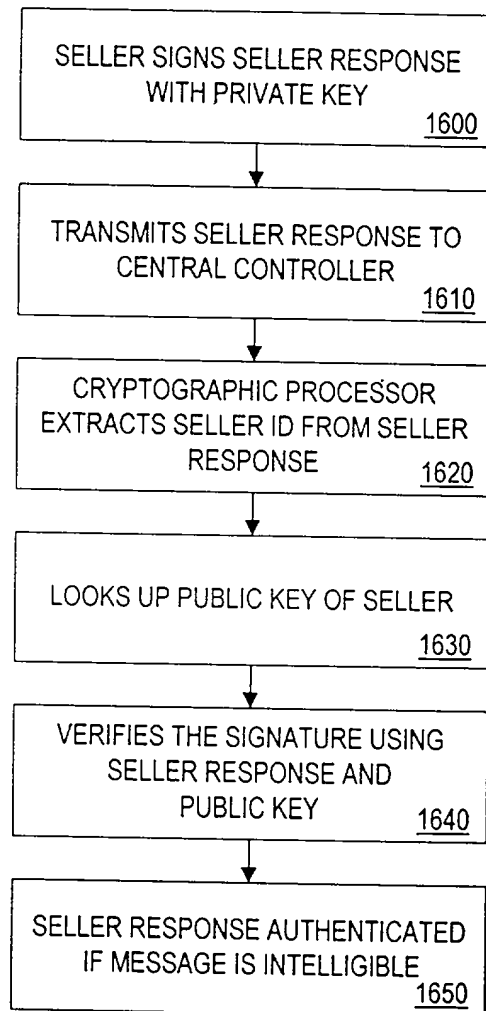 SELLER SIGNS SELLER RESPONSE
WITH PRIVATE KEY
1600
TRANSMITS SELLER RESPONSE TO
CENTRAL CONTROLLER
1610
CRYPTOGRAPHIC PROCESSOR
EXTRACTS SELLER ID FROM SELLER
RESPONSE
1620
LOOKS UP PUBLIC KEY OF SELLER
1630
VERIFIES THE SIGNATURE USING
SELLER RESPONSE AND
PUBLIC KEY
1640
SELLER RESPONSE AUTHENTICATED
IF MESSAGE IS INTELLIGIBLE
1650